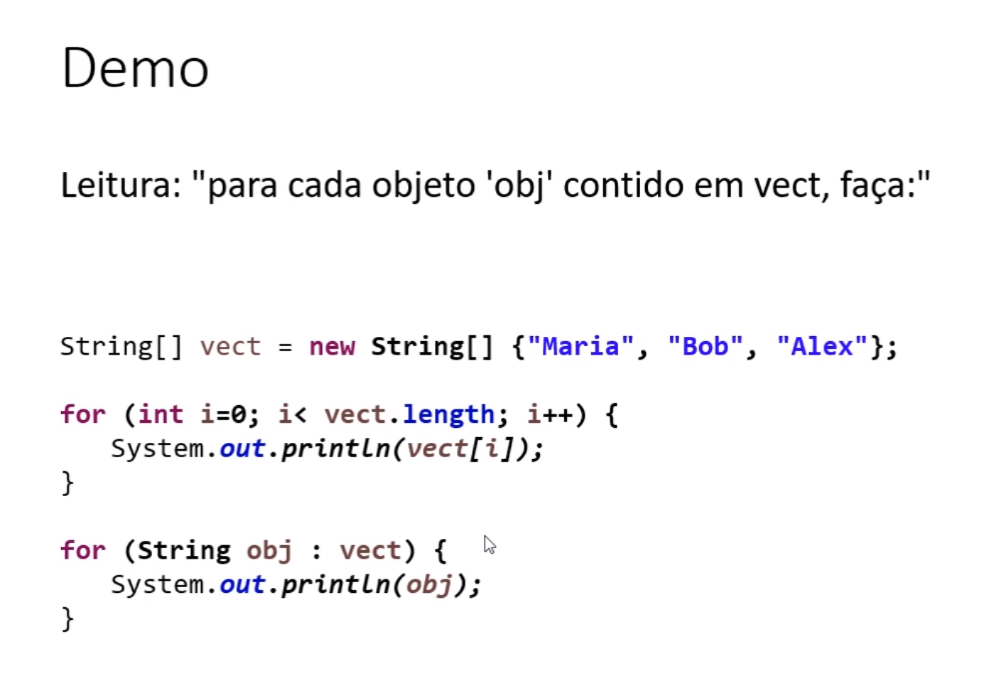 Demo
Leitura: "para cada objeto 'obj' contido em vect, faça:"
String[] vect = new String[] {"Maria", "Bob", "Alex"};
for (int i=0; i< vect.length; i++) {
System.out.println(vect[i]);
}
for (String obj : vect) {
System.out.println(obj);
}